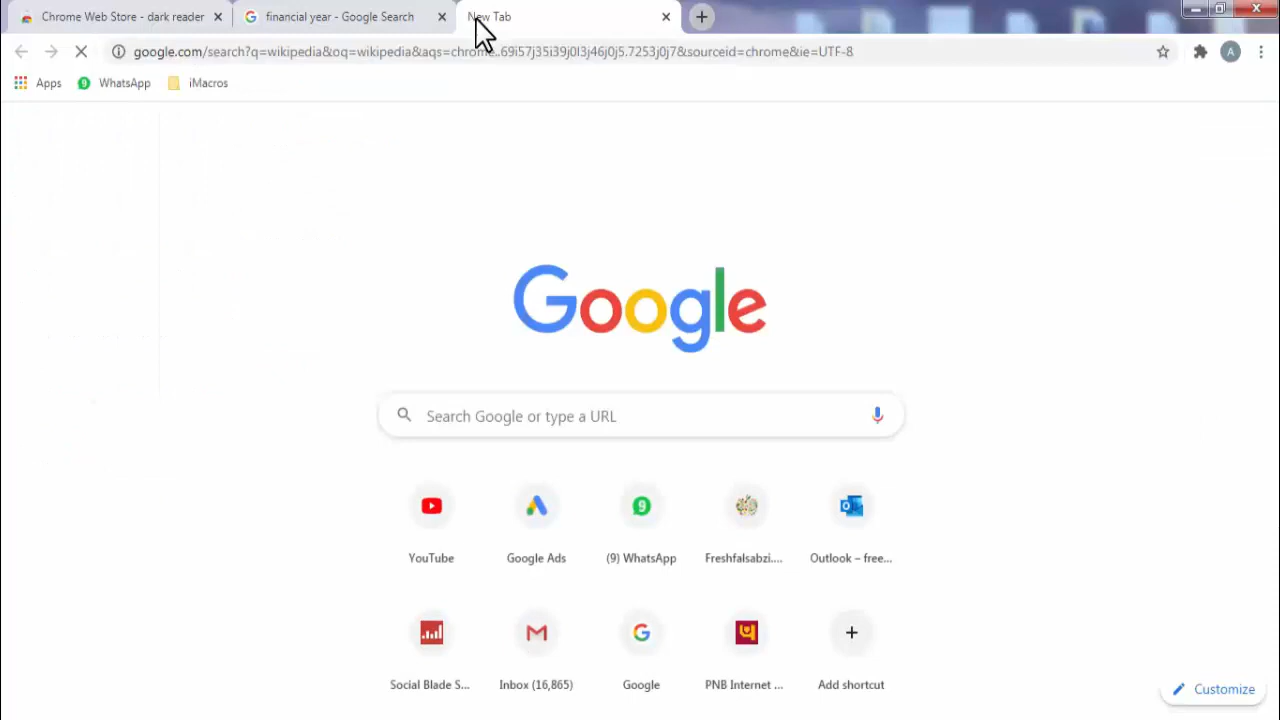 Chrome Web Store - dark reader
financial year - Google Search
New Tab
google.com/search?q=wikipedia&oq=wikipedia&aqs=chrome..69i57j35i39j0l3j46j0j5.7253j0j7&sourceid=chrome&ie=UTF-8
A
Apps
9
WhatsApp
iMacros
Google
Search Google or type a URL
9
YouTube
Google Ads
(9) WhatsApp
Freshfalsabzi....
Outlook – free...
Social Blade S...
Inbox (16,865)
Google
PNB Internet ...
Add shortcut
Customize